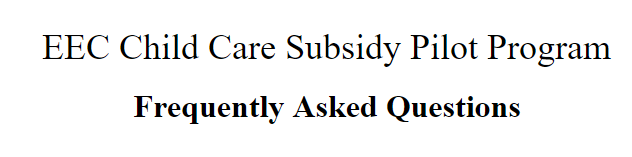 EEC Child Care Subsidy Pilot Program
Frequently Asked Questions